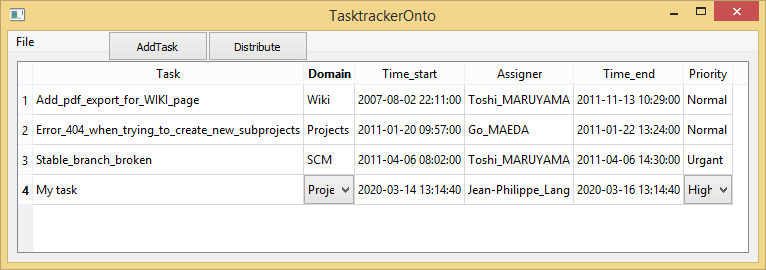 TasktrackerOnto
File AddTask Distribute
Task Domain Time_start Assigner Time_end Priority
1 Add_pdf_export_for_WIKI_page Wiki 2007-08-02 22:11:00 Toshi_MARUYAMA 2011-11-13 10:29:00 Normal
2 Error_404_when_trying_to_create_new_subprojects Projects 2011-01-20 09:57:00 Go_MAEDA 2011-01-22 13:24:00 Normal
3 Stable_branch_broken SCM 2011-04-06 08:02:00 Toshi_MARUYAMA 2011-04-06 14:30:00 Urgant
4 My task Proje 2020-03-14 13:14:40 Jean-Philippe_Lang 2020-03-16 13:14:40 High